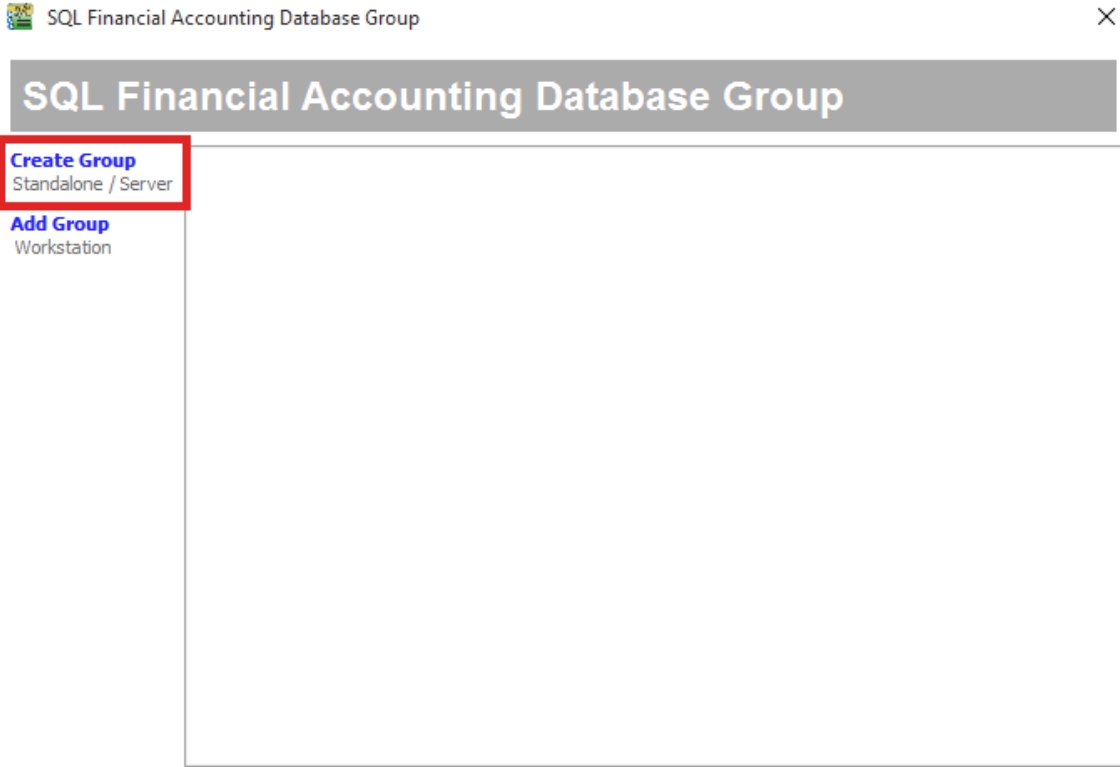 SQL Financial Accounting Database Group
SQL Financial Accounting Database Group
Create Group
Standalone / Server
Add Group
Workstation